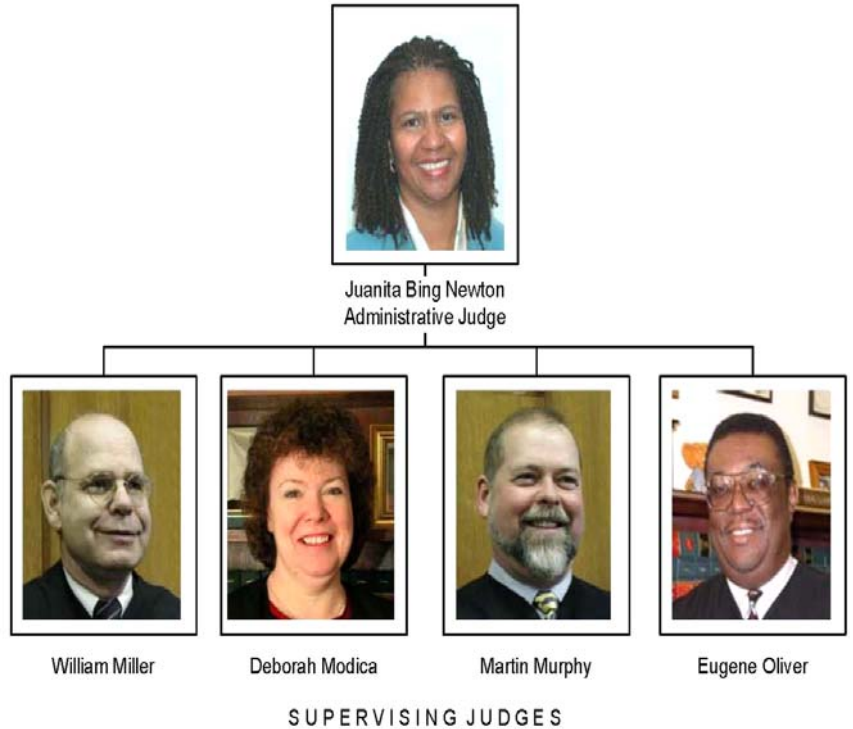 Juanita Bing Newton
Administrative Judge
William Miller
Deborah Modica
Martin Murphy
Eugene Oliver
SUPERVISING JUDGES